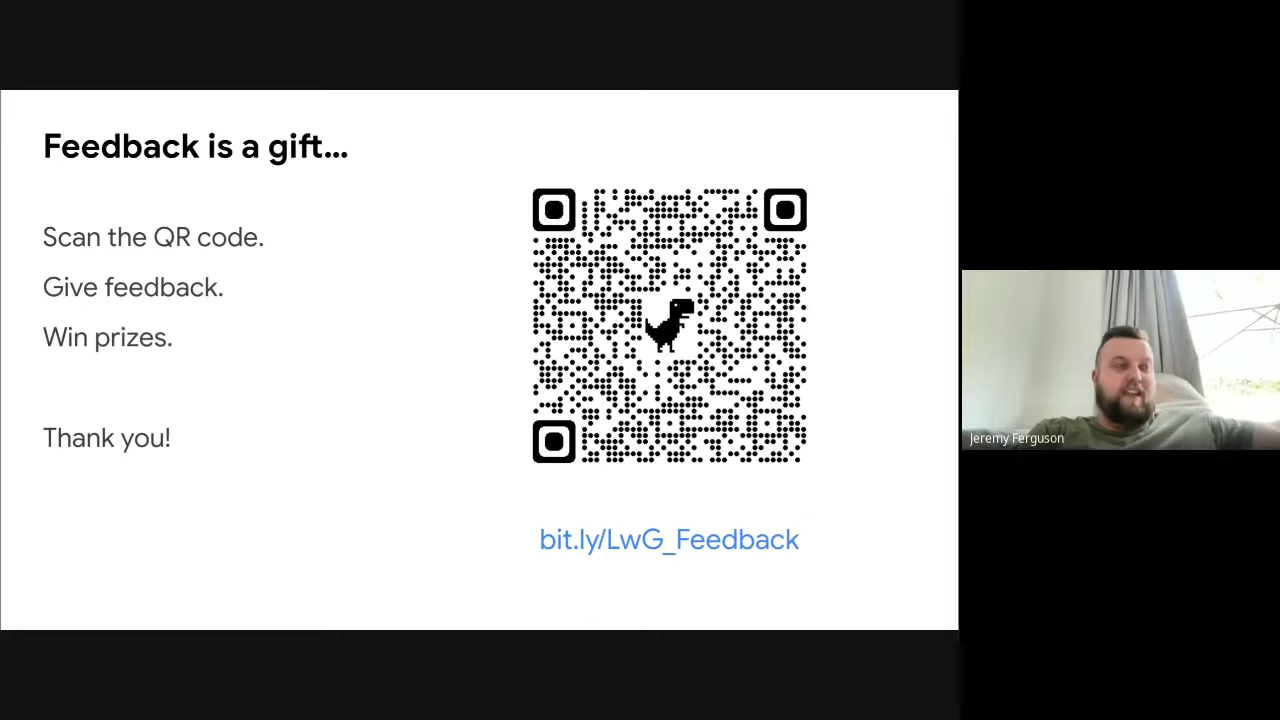 Feedback is a gift...
Scan the QR code.
Give feedback.
Win prizes.
Thank you!
bit.ly/LwG_Feedback
Jeremy Ferguson